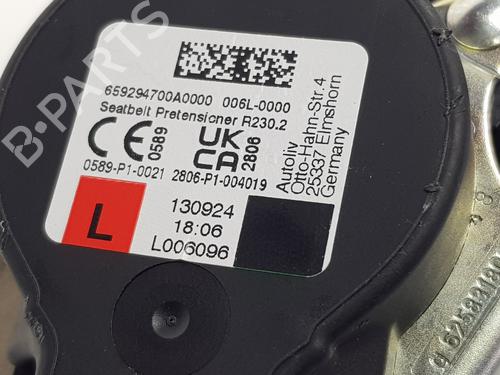 B-PARTS
659294700A0000 006L-0000
Seatbelt Pretensioner R230.2
CE 0589
UK CA 2806
0589-P1-0021 2806-P1-004019
Autoliv
Otto-Hahn-Str.4
25337 Elmshorn
Germany
L
130924
18:06
L006096
8